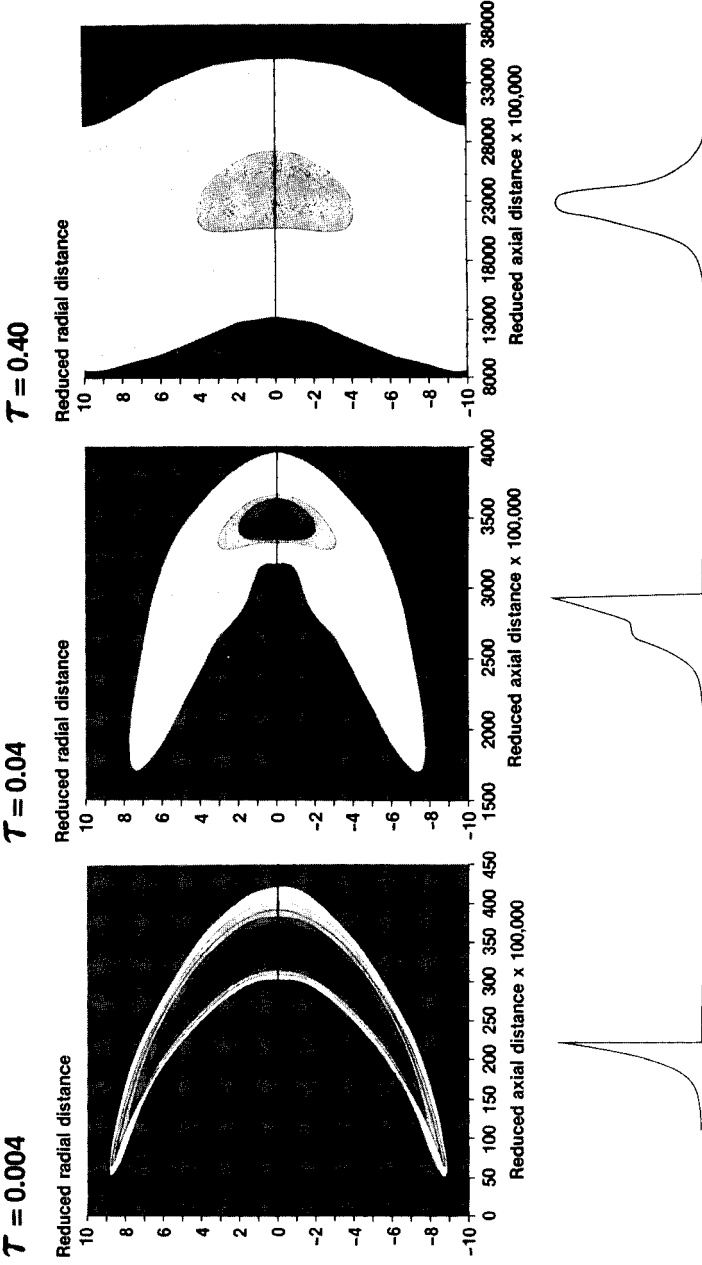 τ = 0.004
Reduced radial distance
10
8
6
4
2
0
-2
-4
-6
-8
-10
0 50 100 150 200 250 300 350 400 450
Reduced axial distance x 100,000
τ = 0.04
Reduced radial distance
10
8
6
4
2
0
-2
-4
-6
-8
-10
1500 2000 2500 3000 3500 4000
Reduced axial distance x 100,000
τ = 0.40
Reduced radial distance
10
8
6
4
2
0
-2
-4
-6
-8
-10
8000 13000 18000 23000 28000 33000 38000
Reduced axial distance x 100,000